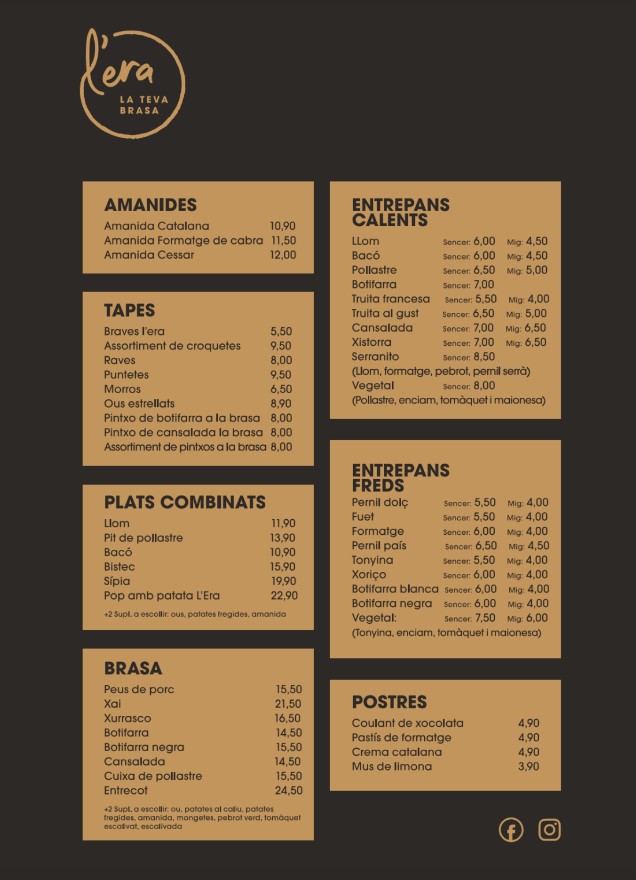 l'era
LA TEVA
BRASA
AMANIDES
Amanida Catalana 10,90
Amanida Formatge de cabra 11,50
Amanida Cessar 12,00
TAPES
Braves l'era 5,50
Assortiment de croquetes 9,50
Raves 8,00
Puntetes 9,50
Morros 6,50
Ous estrellats 8,90
Pintxo de botifarra a la brasa 8,00
Pintxo de cansalada la brasa 8,00
Assortiment de pintxos a la brasa 8,00
PLATS COMBINATS
Llom 11,90
Pit de pollastre 13,90
Bacó 10,90
Bistec 15,90
Sípia 19,90
Pop amb patata L'Era 22,90
+2 Supl. a escollir: ous, patates fregides, amanida
BRASA
Peus de porc 15,50
Xai 21,50
Xurrasco 16,50
Botifarra 14,50
Botifarra negra 15,50
Cansalada 14,50
Cuixa de pollastre 15,50
Entrecot 24,50
+2 Supl. a escollir: ou, patates al caliu, patates
fregides, amanida, mongetes, pebrot verd, tomàquet
escalivat, escalivada
ENTREPANS
CALENTS
LLom Sencer: 6,00 Mig: 4,50
Bacó Sencer: 6,00 Mig: 4,50
Pollastre Sencer: 6,50 Mig: 5,00
Botifarra Sencer: 7,00
Truita francesa Sencer: 5,50 Mig: 4,00
Truita al gust Sencer: 6,50 Mig: 5,00
Cansalada Sencer: 7,00 Mig: 6,50
Xistorra Sencer: 7,00 Mig: 6,50
Serranito Sencer: 8,50
(Llom, formatge, pebrot, pernil serrà)
Vegetal Sencer: 8,00
(Pollastre, enciam, tomàquet i maionesa)
ENTREPANS
FREDS
Pernil dolç Sencer: 5,50 Mig: 4,00
Fuet Sencer: 5,50 Mig: 4,00
Formatge Sencer: 6,00 Mig: 4,00
Pernil país Sencer: 6,50 Mig: 4,50
Tonyina Sencer: 5,50 Mig: 4,00
Xoriço Sencer: 6,00 Mig: 4,00
Botifarra blanca Sencer: 6,00 Mig: 4,00
Botifarra negra Sencer: 6,00 Mig: 4,00
Vegetal: Sencer: 7,50 Mig: 6,00
(Tonyina, enciam, tomàquet i maionesa)
POSTRES
Coulant de xocolata 4,90
Pastís de formatge 4,90
Crema catalana 4,90
Mus de limona 3,90